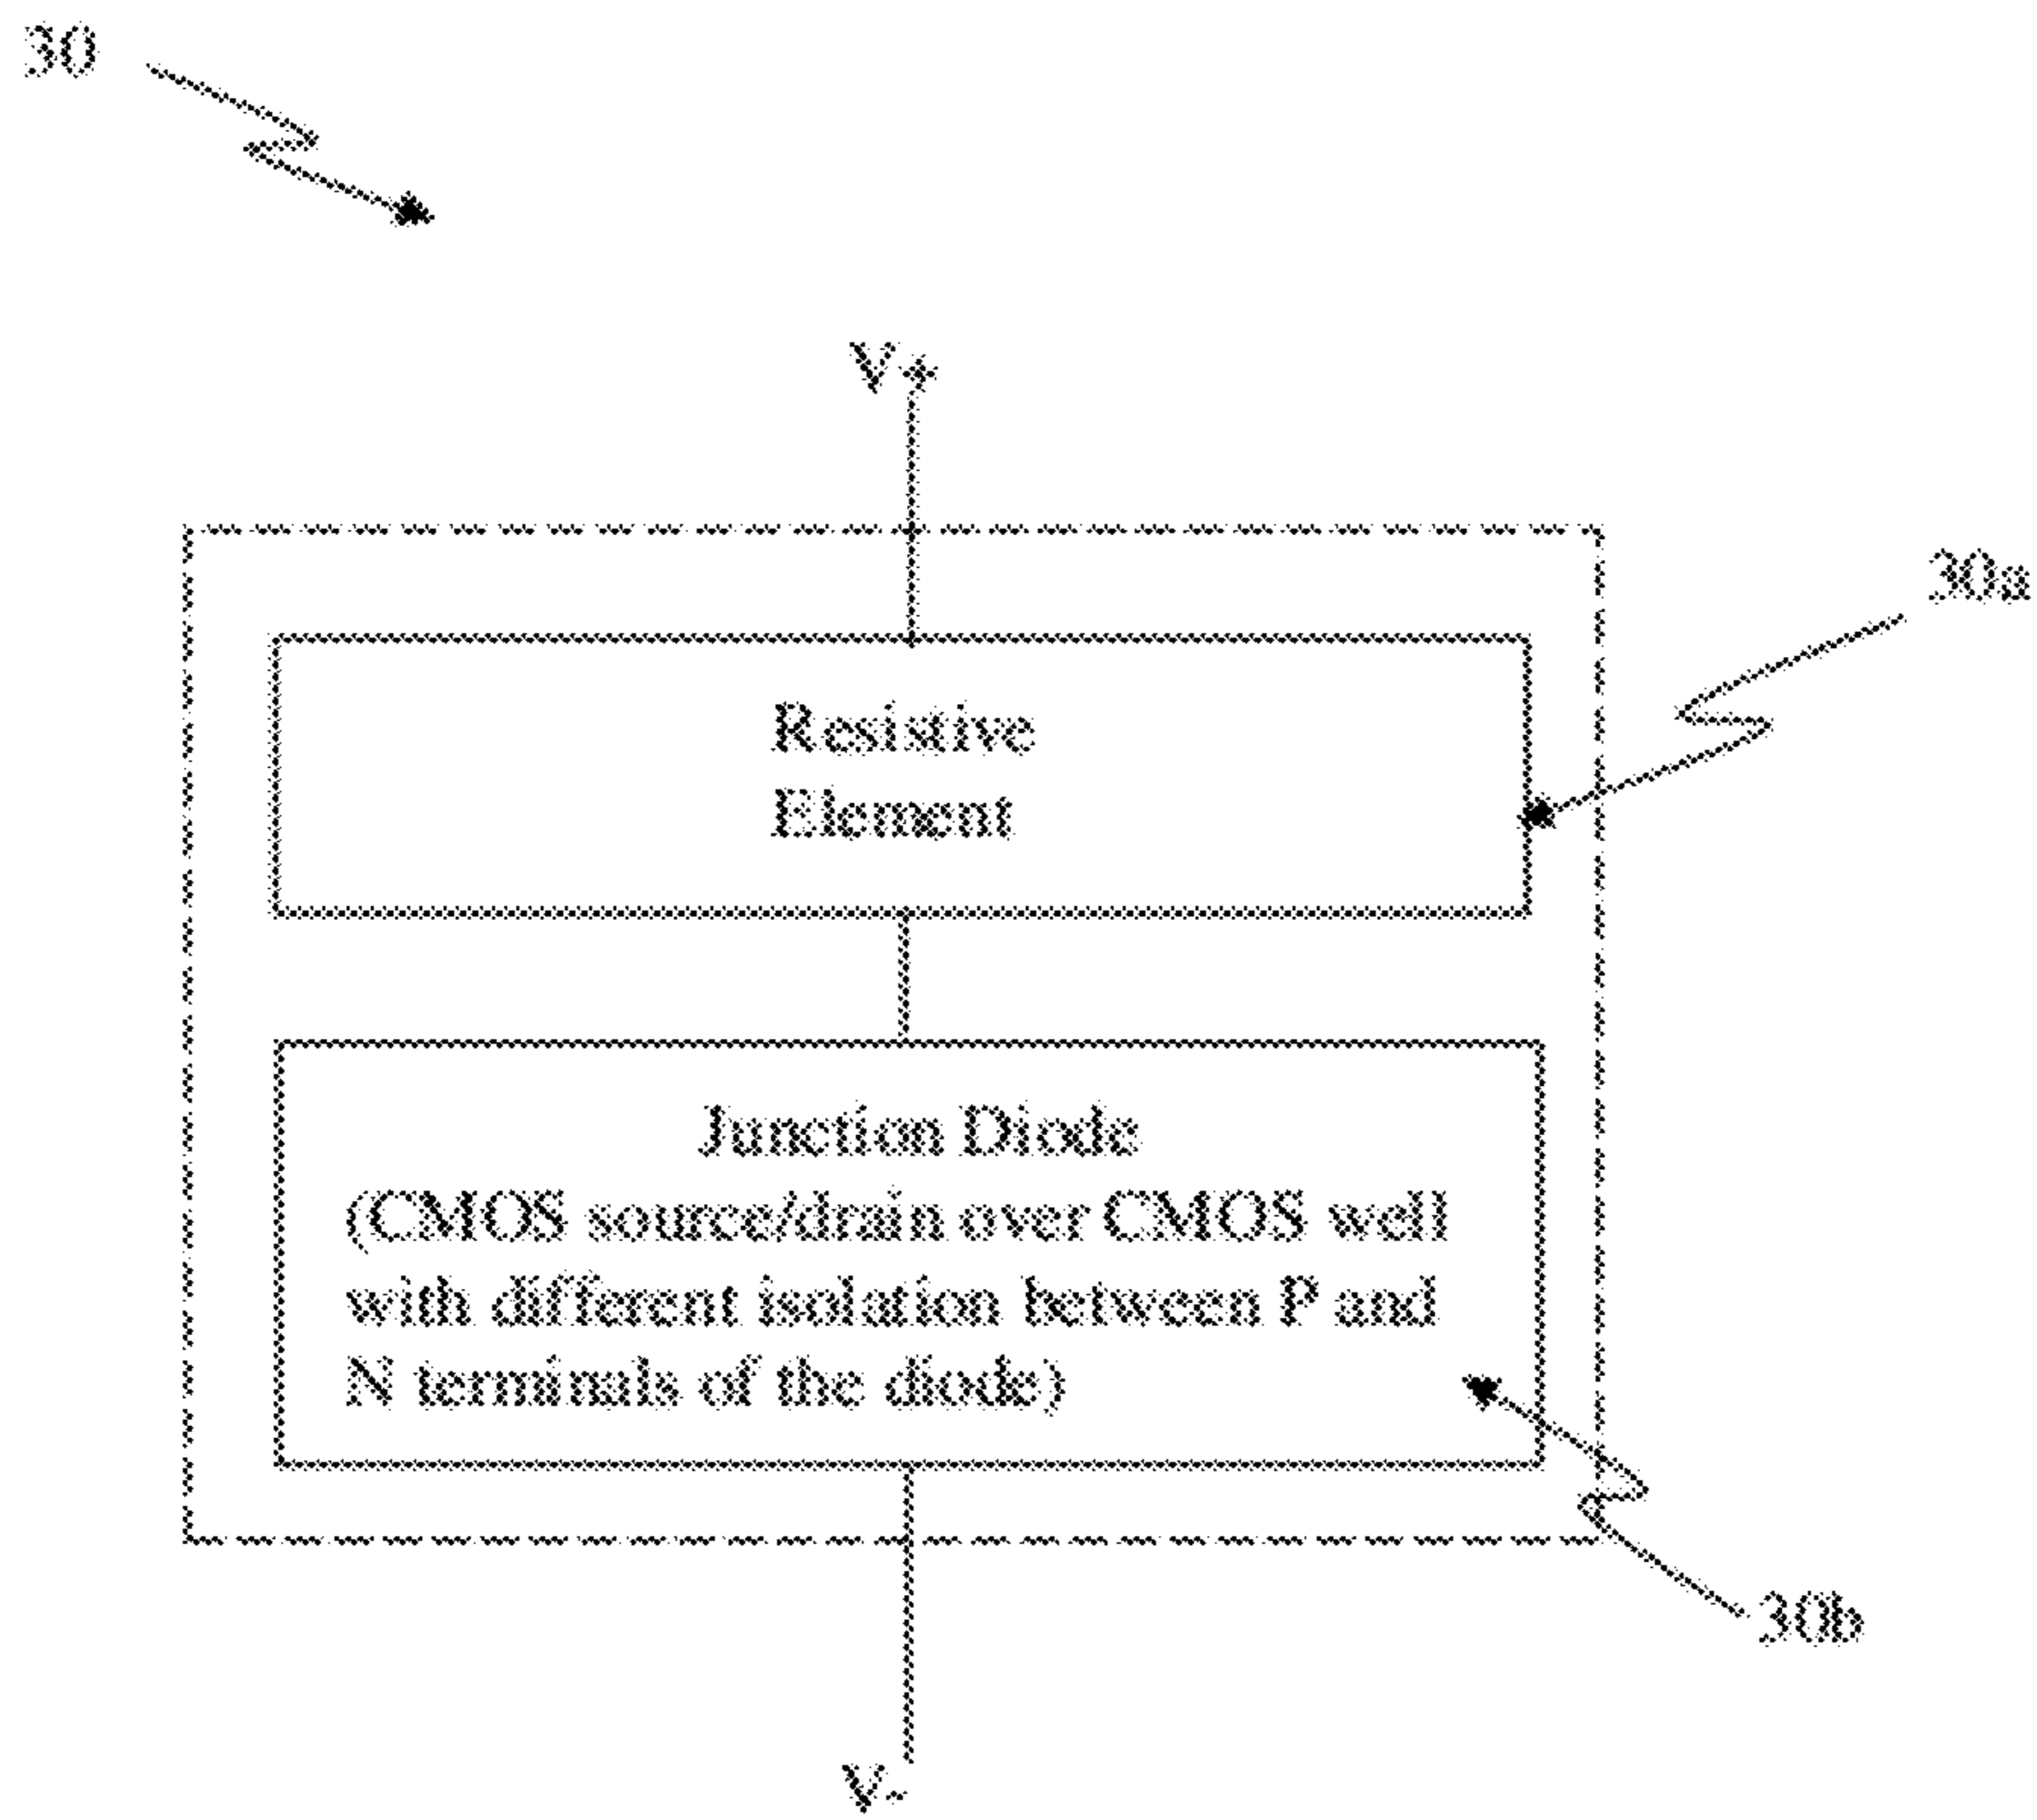 30
V+
30a
Resistive
Element
Junction Diode
(CMOS source/drain over CMOS well
with different isolation between P and
N terminals of the diode)
30b
V-